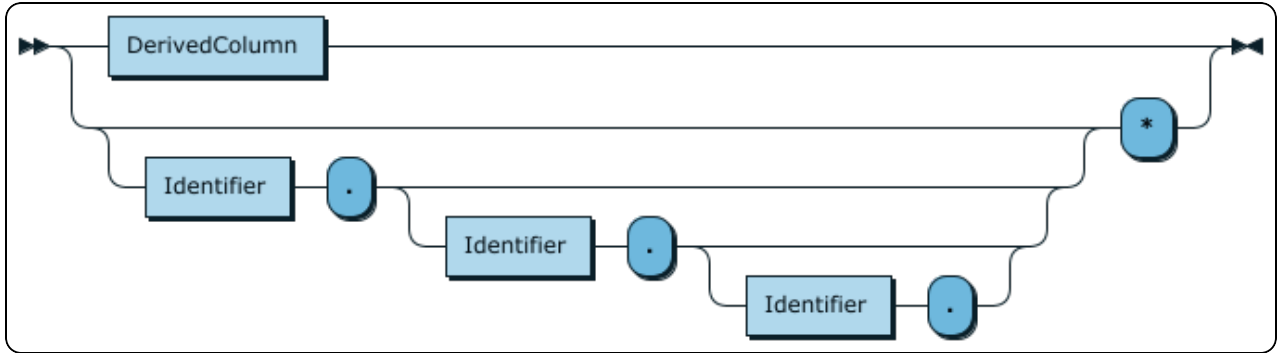 DerivedColumn
*
Identifier .
Identifier .
Identifier .